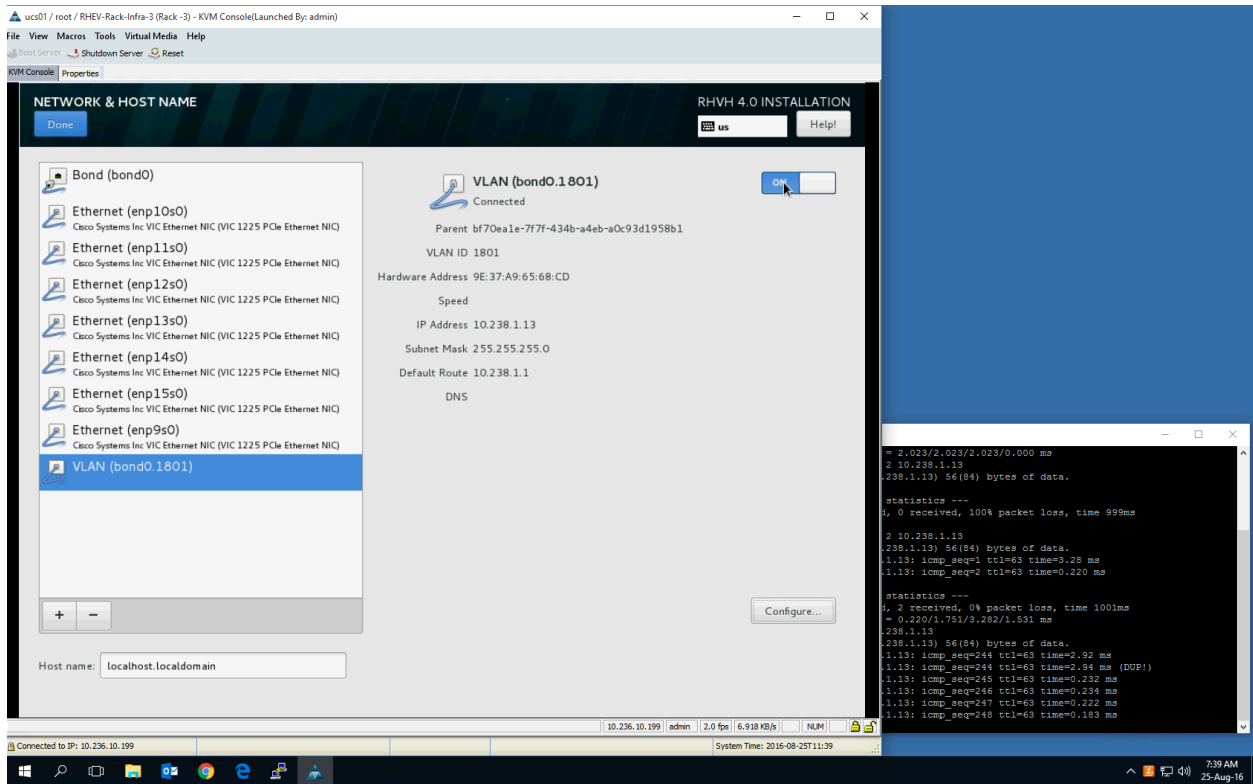 ucs01 / root / RHEV-Rack-Infra-3 (Rack -3) - KVM Console(Launched By: admin)
File View Macros Tools Virtual Media Help
Boot Server Shutdown Server Reset
KVM Console Properties
NETWORK & HOST NAME
Done
RHVH 4.0 INSTALLATION
us
Help!
Bond (bond0)
Ethernet (enp10s0)
Cisco Systems Inc VIC Ethernet NIC (VIC 1225 PCIe Ethernet NIC)
Ethernet (enp11s0)
Cisco Systems Inc VIC Ethernet NIC (VIC 1225 PCIe Ethernet NIC)
Ethernet (enp12s0)
Cisco Systems Inc VIC Ethernet NIC (VIC 1225 PCIe Ethernet NIC)
Ethernet (enp13s0)
Cisco Systems Inc VIC Ethernet NIC (VIC 1225 PCIe Ethernet NIC)
Ethernet (enp14s0)
Cisco Systems Inc VIC Ethernet NIC (VIC 1225 PCIe Ethernet NIC)
Ethernet (enp15s0)
Cisco Systems Inc VIC Ethernet NIC (VIC 1225 PCIe Ethernet NIC)
Ethernet (enp9s0)
Cisco Systems Inc VIC Ethernet NIC (VIC 1225 PCIe Ethernet NIC)
VLAN (bond0.1801)
+ −
Host name: localhost.localdomain
VLAN (bond0.1801)
Connected
ON
Parent bf70ea1e-7f7f-434b-a4eb-a0c93d1958b1
VLAN ID 1801
Hardware Address 9E:37:A9:65:68:CD
Speed
IP Address 10.238.1.13
Subnet Mask 255.255.255.0
Default Route 10.238.1.1
DNS
Configure...
10.236.10.199 admin 2.0 fps 6.918 KB/s NUM
Connected to IP: 10.236.10.199
System Time: 2016-08-25T11:39
= 2.023/2.023/2.023/0.000 ms
2 10.238.1.13
.238.1.13) 56(84) bytes of data.
statistics ---
d, 0 received, 100% packet loss, time 999ms
2 10.238.1.13
.238.1.13) 56(84) bytes of data.
.1.13: icmp_seq=1 ttl=63 time=3.28 ms
.1.13: icmp_seq=2 ttl=63 time=0.220 ms
statistics ---
d, 2 received, 0% packet loss, time 1001ms
= 0.220/1.751/3.282/1.531 ms
.238.1.13
.238.1.13) 56(84) bytes of data.
.1.13: icmp_seq=244 ttl=63 time=2.92 ms
.1.13: icmp_seq=244 ttl=63 time=2.94 ms (DUP!)
.1.13: icmp_seq=245 ttl=63 time=0.232 ms
.1.13: icmp_seq=246 ttl=63 time=0.234 ms
.1.13: icmp_seq=247 ttl=63 time=0.222 ms
.1.13: icmp_seq=248 ttl=63 time=0.183 ms
7:39 AM
25-Aug-16